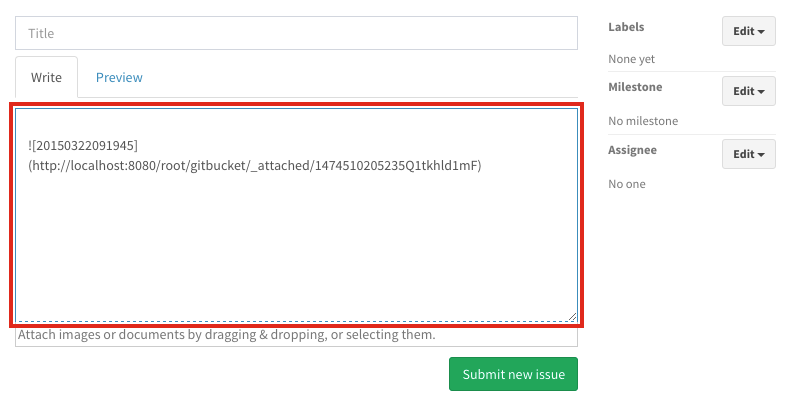 Title
Write
Preview
![20150322091945]
(http://localhost:8080/root/gitbucket/_attached/1474510205235Q1tkhld1mF)
Attach images or documents by dragging & dropping, or selecting them.
Submit new issue
Labels
Edit
None yet
Milestone
Edit
No milestone
Assignee
Edit
No one